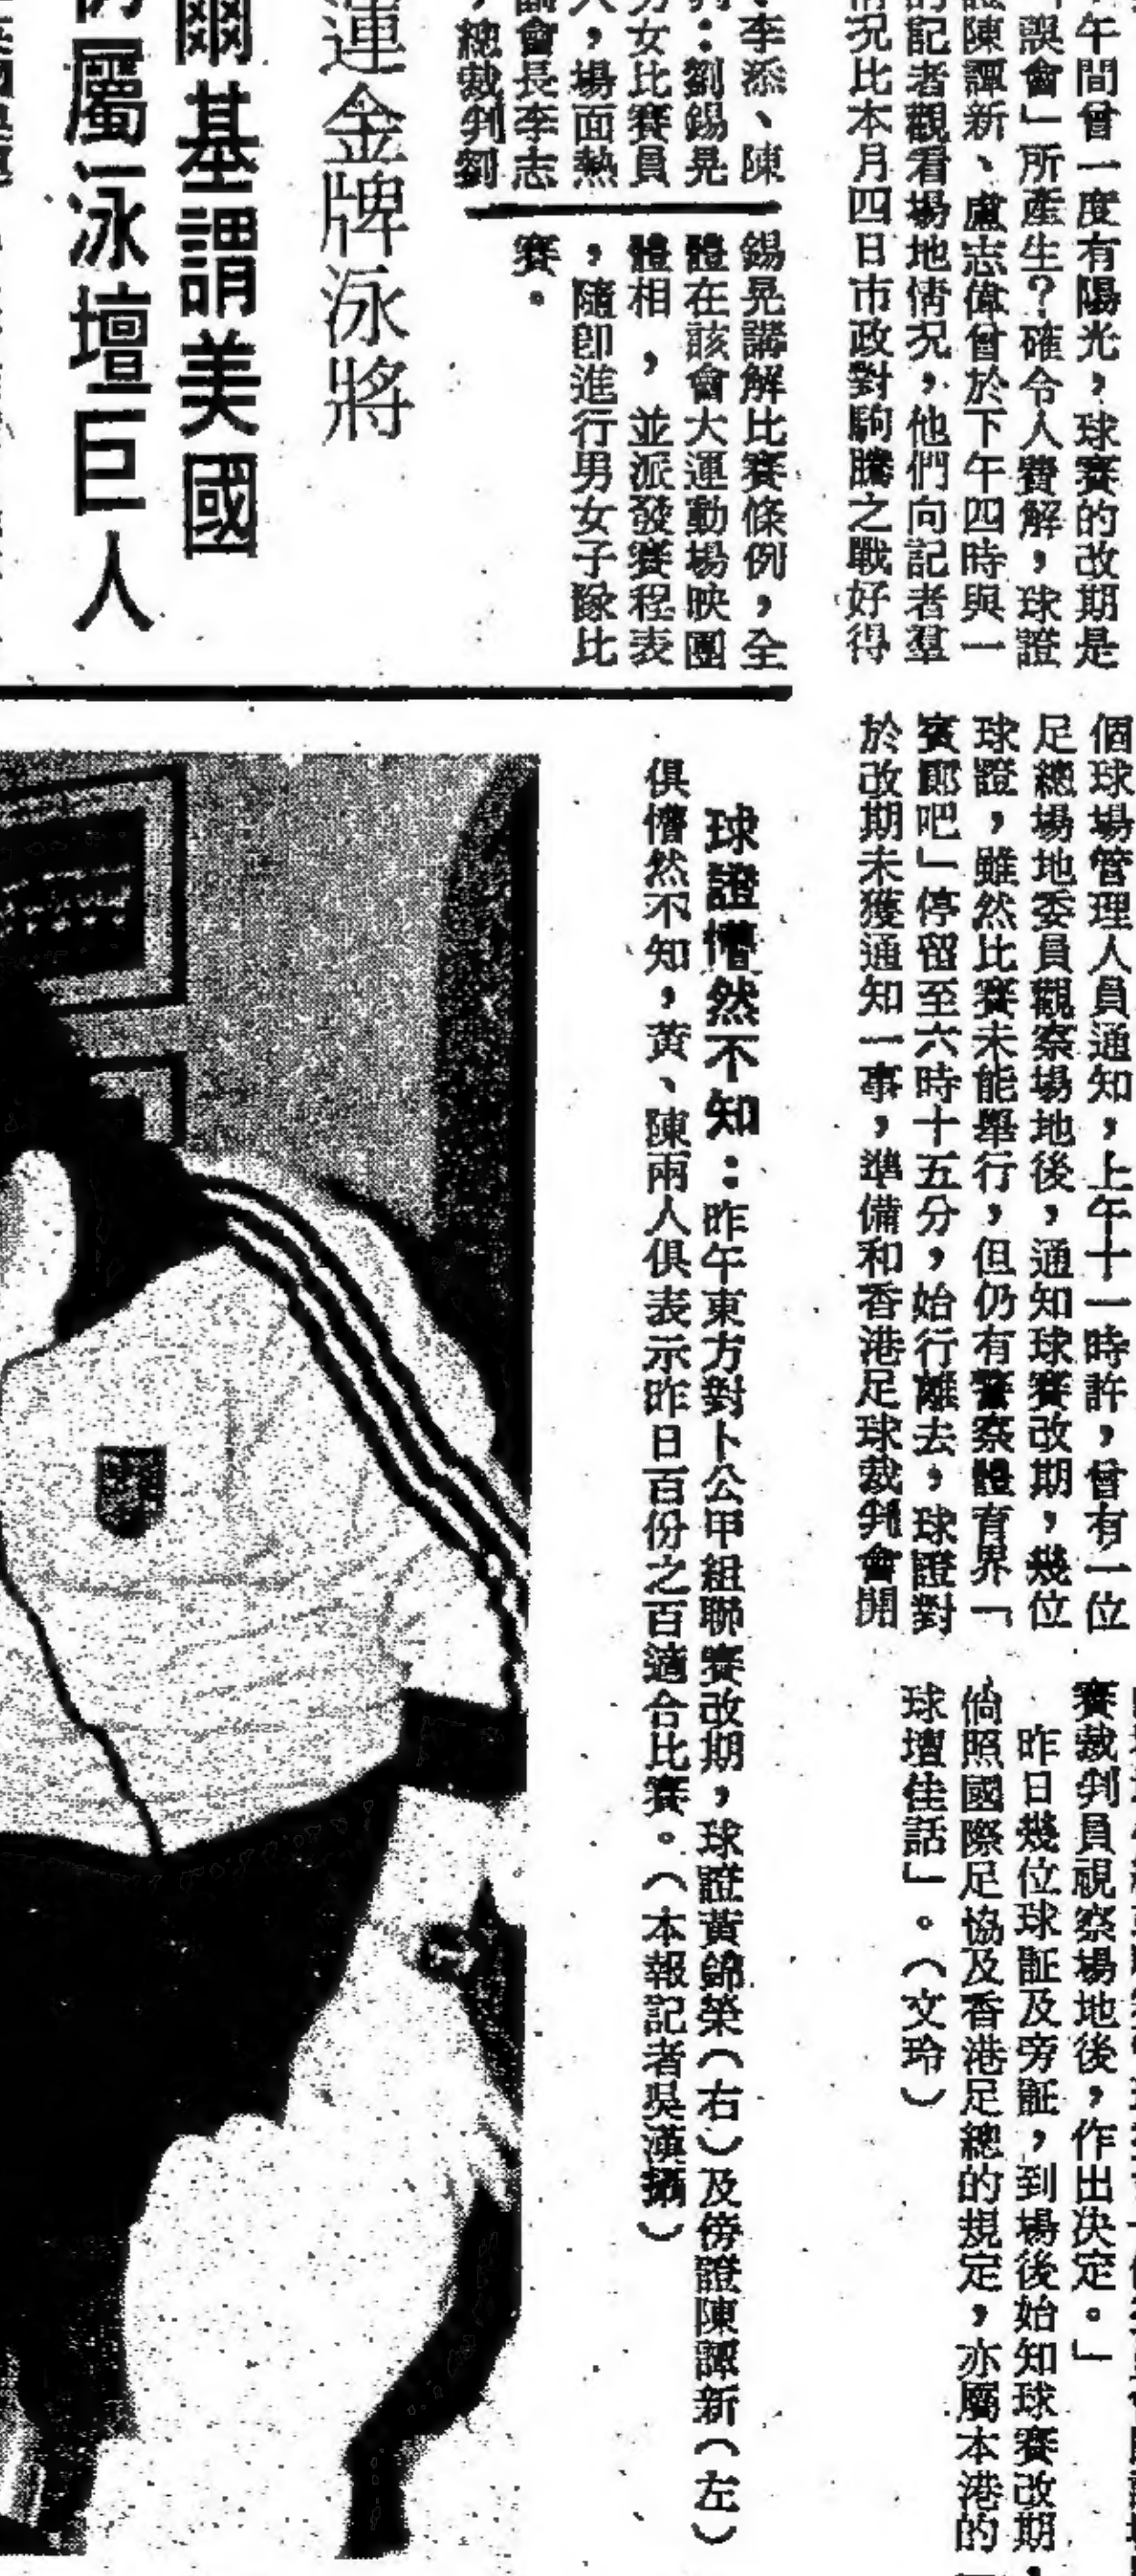 午間曾一度有陽光，球賽的改期是
誤會」所產生？確令人費解，球證
陳譚新、盧志偉曾於下午四時與一
的記者觀看場地情況，他們向記者羣
情况比本月四日市政對駒騰之戰好得
個球場管理人員通知，上午十一時許，曾有一位
足總場地委員觀察場地後，通知球賽改期，幾位
球證，雖然比賽未能舉行，但仍有警察體育界「
賓郎吧」停留至六時十五分，始行離去，球證對
於改期未獲通知一事，準備和香港足球裁判會開
賽裁判員視察場地後，作出決定。」
昨日幾位球証及旁証，到場後始知球賽改期，
倘照國際足協及香港足總的規定，亦屬本港的「
球壇佳話」。（文玲）
、李添、陳
：劉錫晃
男女比賽員
，場面熱
副會長李志
，總裁判劉
錫晃講解比賽條例，全
體在該會大運動場映團
體相，並派發賽程表
，隨即進行男女子隊比
賽。
運金牌泳將
爾基謂美國
仍屬泳壇巨人
球證懵然不知：昨午東方對卜公甲組聯賽改期，球證黃錦榮（右）及傍證陳譚新（左）
俱懵然不知，黃、陳兩人俱表示昨日百份之百適合比賽。（本報記者吳漢攝）